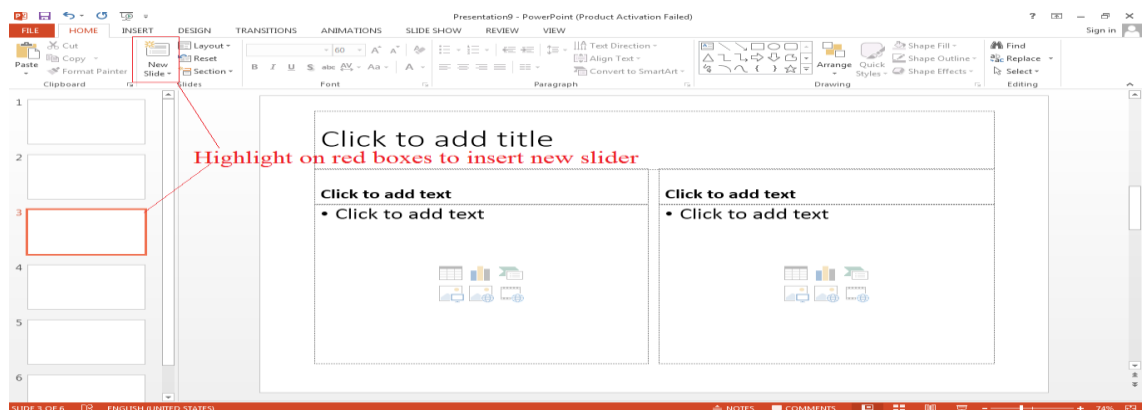 Presentation9 - PowerPoint (Product Activation Failed)
FILE HOME INSERT DESIGN TRANSITIONS ANIMATIONS SLIDE SHOW REVIEW VIEW Sign in
Paste
Cut
Copy
Format Painter
Clipboard
New
Slide
Layout
Reset
Section
Slides
60
B I U S abc AV Aa A
Font
Text Direction
Align Text
Convert to SmartArt
Paragraph
Arrange
Quick
Styles
Shape Fill
Shape Outline
Shape Effects
Drawing
Find
Replace
Select
Editing
1
2
3
4
5
6
Click to add title
Highlight on red boxes to insert new slider
Click to add text
• Click to add text
Click to add text
• Click to add text
SLIDE 3 OF 6 ENGLISH (UNITED STATES) NOTES COMMENTS 74%